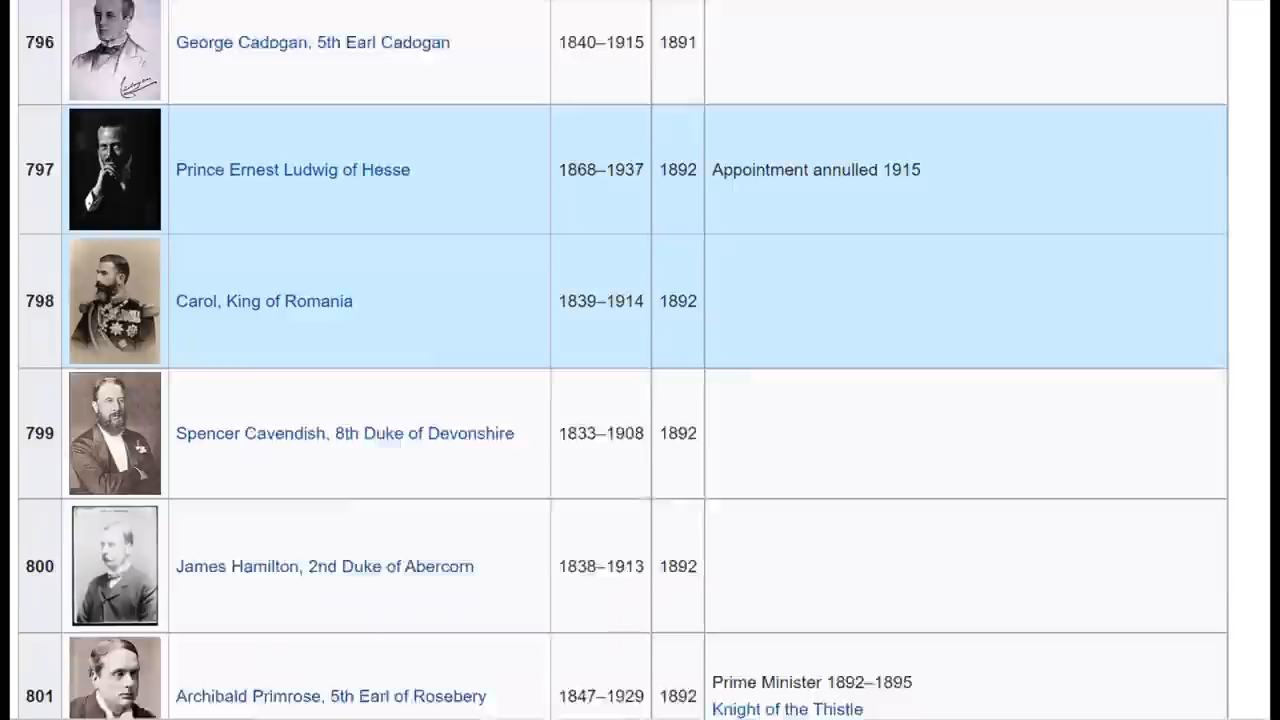 796 George Cadogan, 5th Earl Cadogan 1840–1915 1891
797 Prince Ernest Ludwig of Hesse 1868–1937 1892 Appointment annulled 1915
798 Carol, King of Romania 1839–1914 1892
799 Spencer Cavendish, 8th Duke of Devonshire 1833–1908 1892
800 James Hamilton, 2nd Duke of Abercorn 1838–1913 1892
801 Archibald Primrose, 5th Earl of Rosebery 1847–1929 1892 Prime Minister 1892–1895
Knight of the Thistle